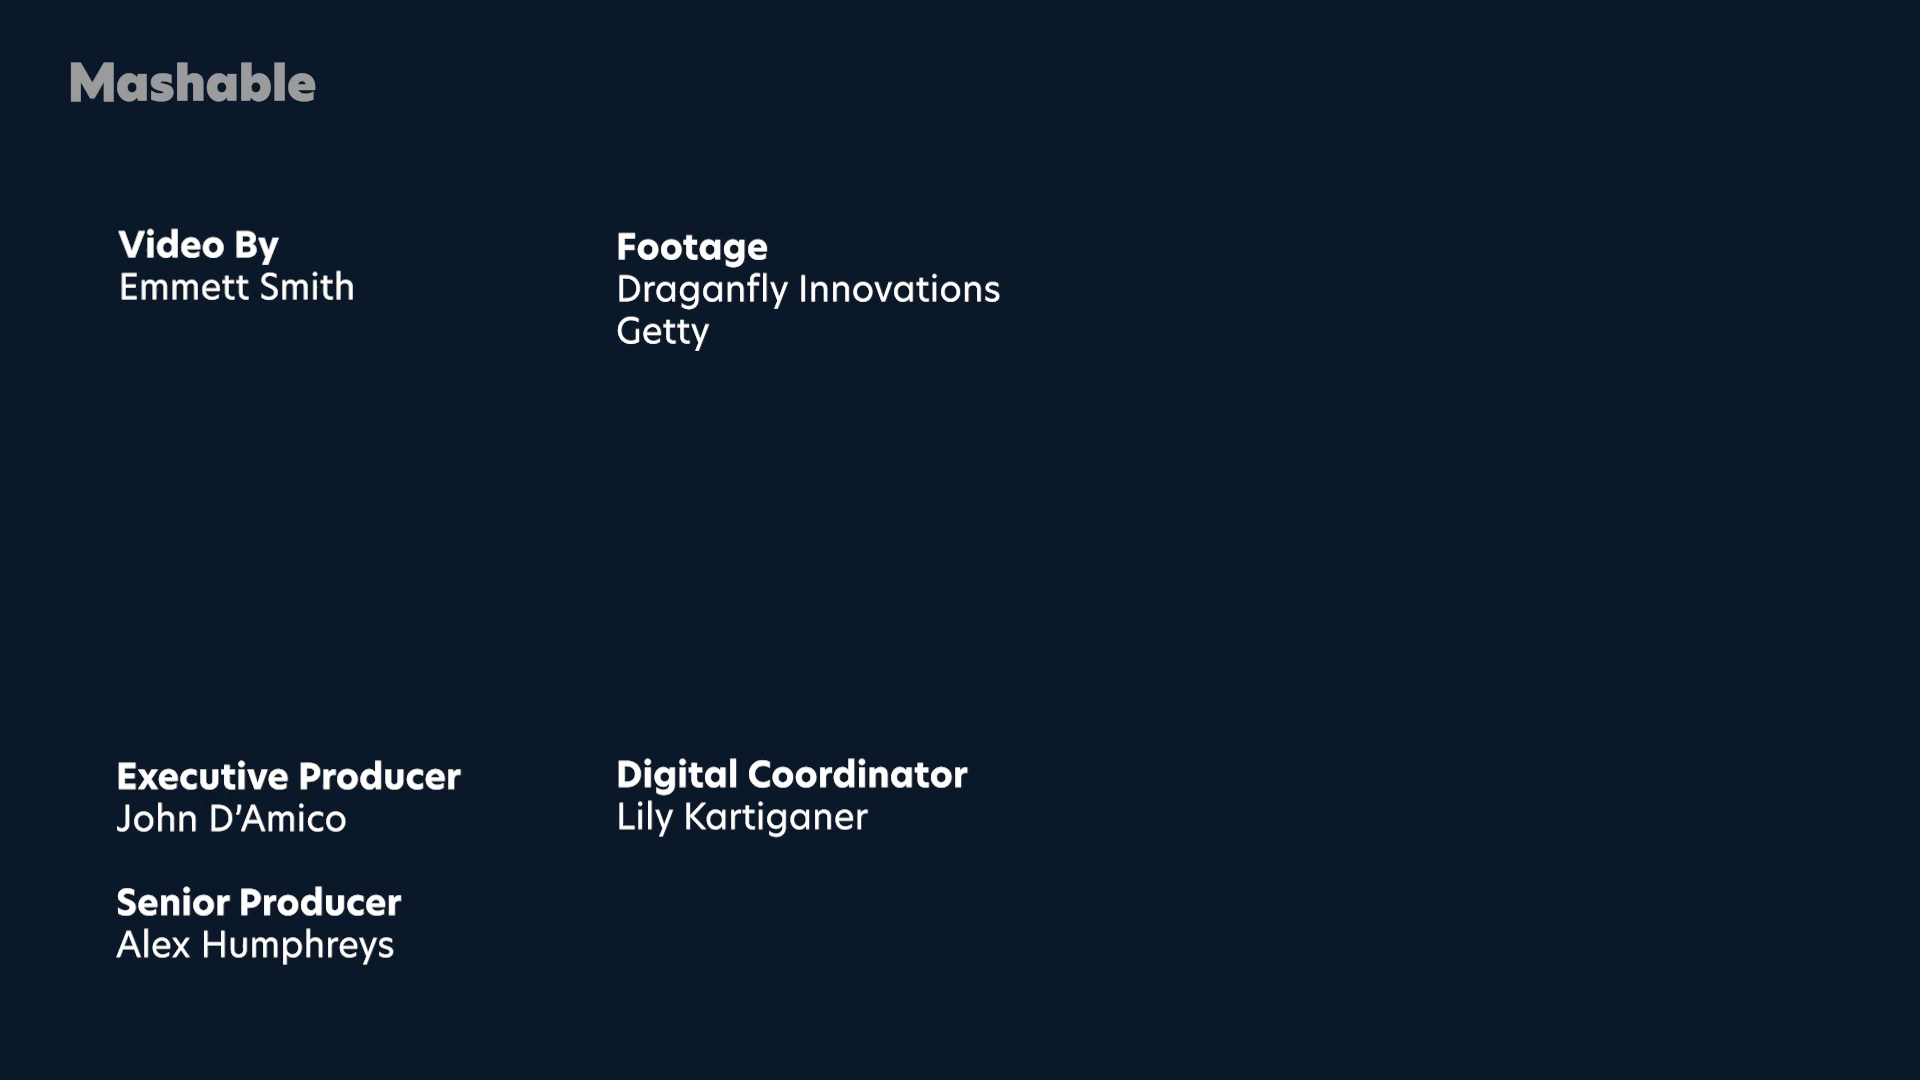 Mashable
Video By
Emmett Smith
Footage
Draganfly Innovations
Getty
Executive Producer
John D’Amico
Digital Coordinator
Lily Kartiganer
Senior Producer
Alex Humphreys